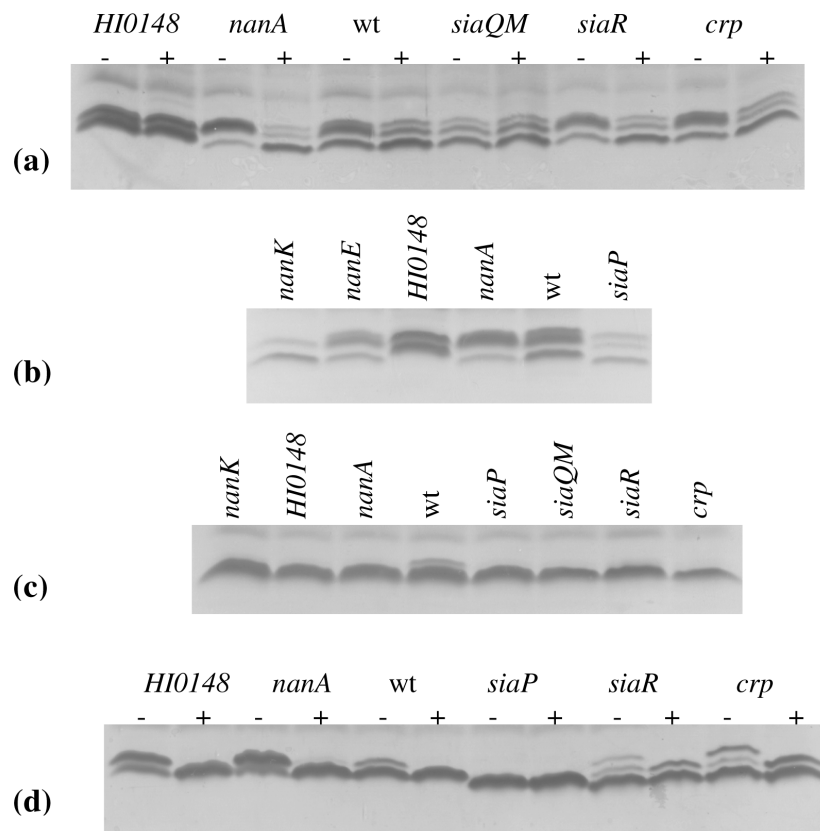 HI0148 nanA wt siaQM siaR crp
- + - + - + - + - + - +
(a)
nanK nanE HI0148 nanA wt siaP
(b)
nanK HI0148 nanA wt siaP siaQM siaR crp
(c)
HI0148 nanA wt siaP siaR crp
- + - + - + - + - + - +
(d)